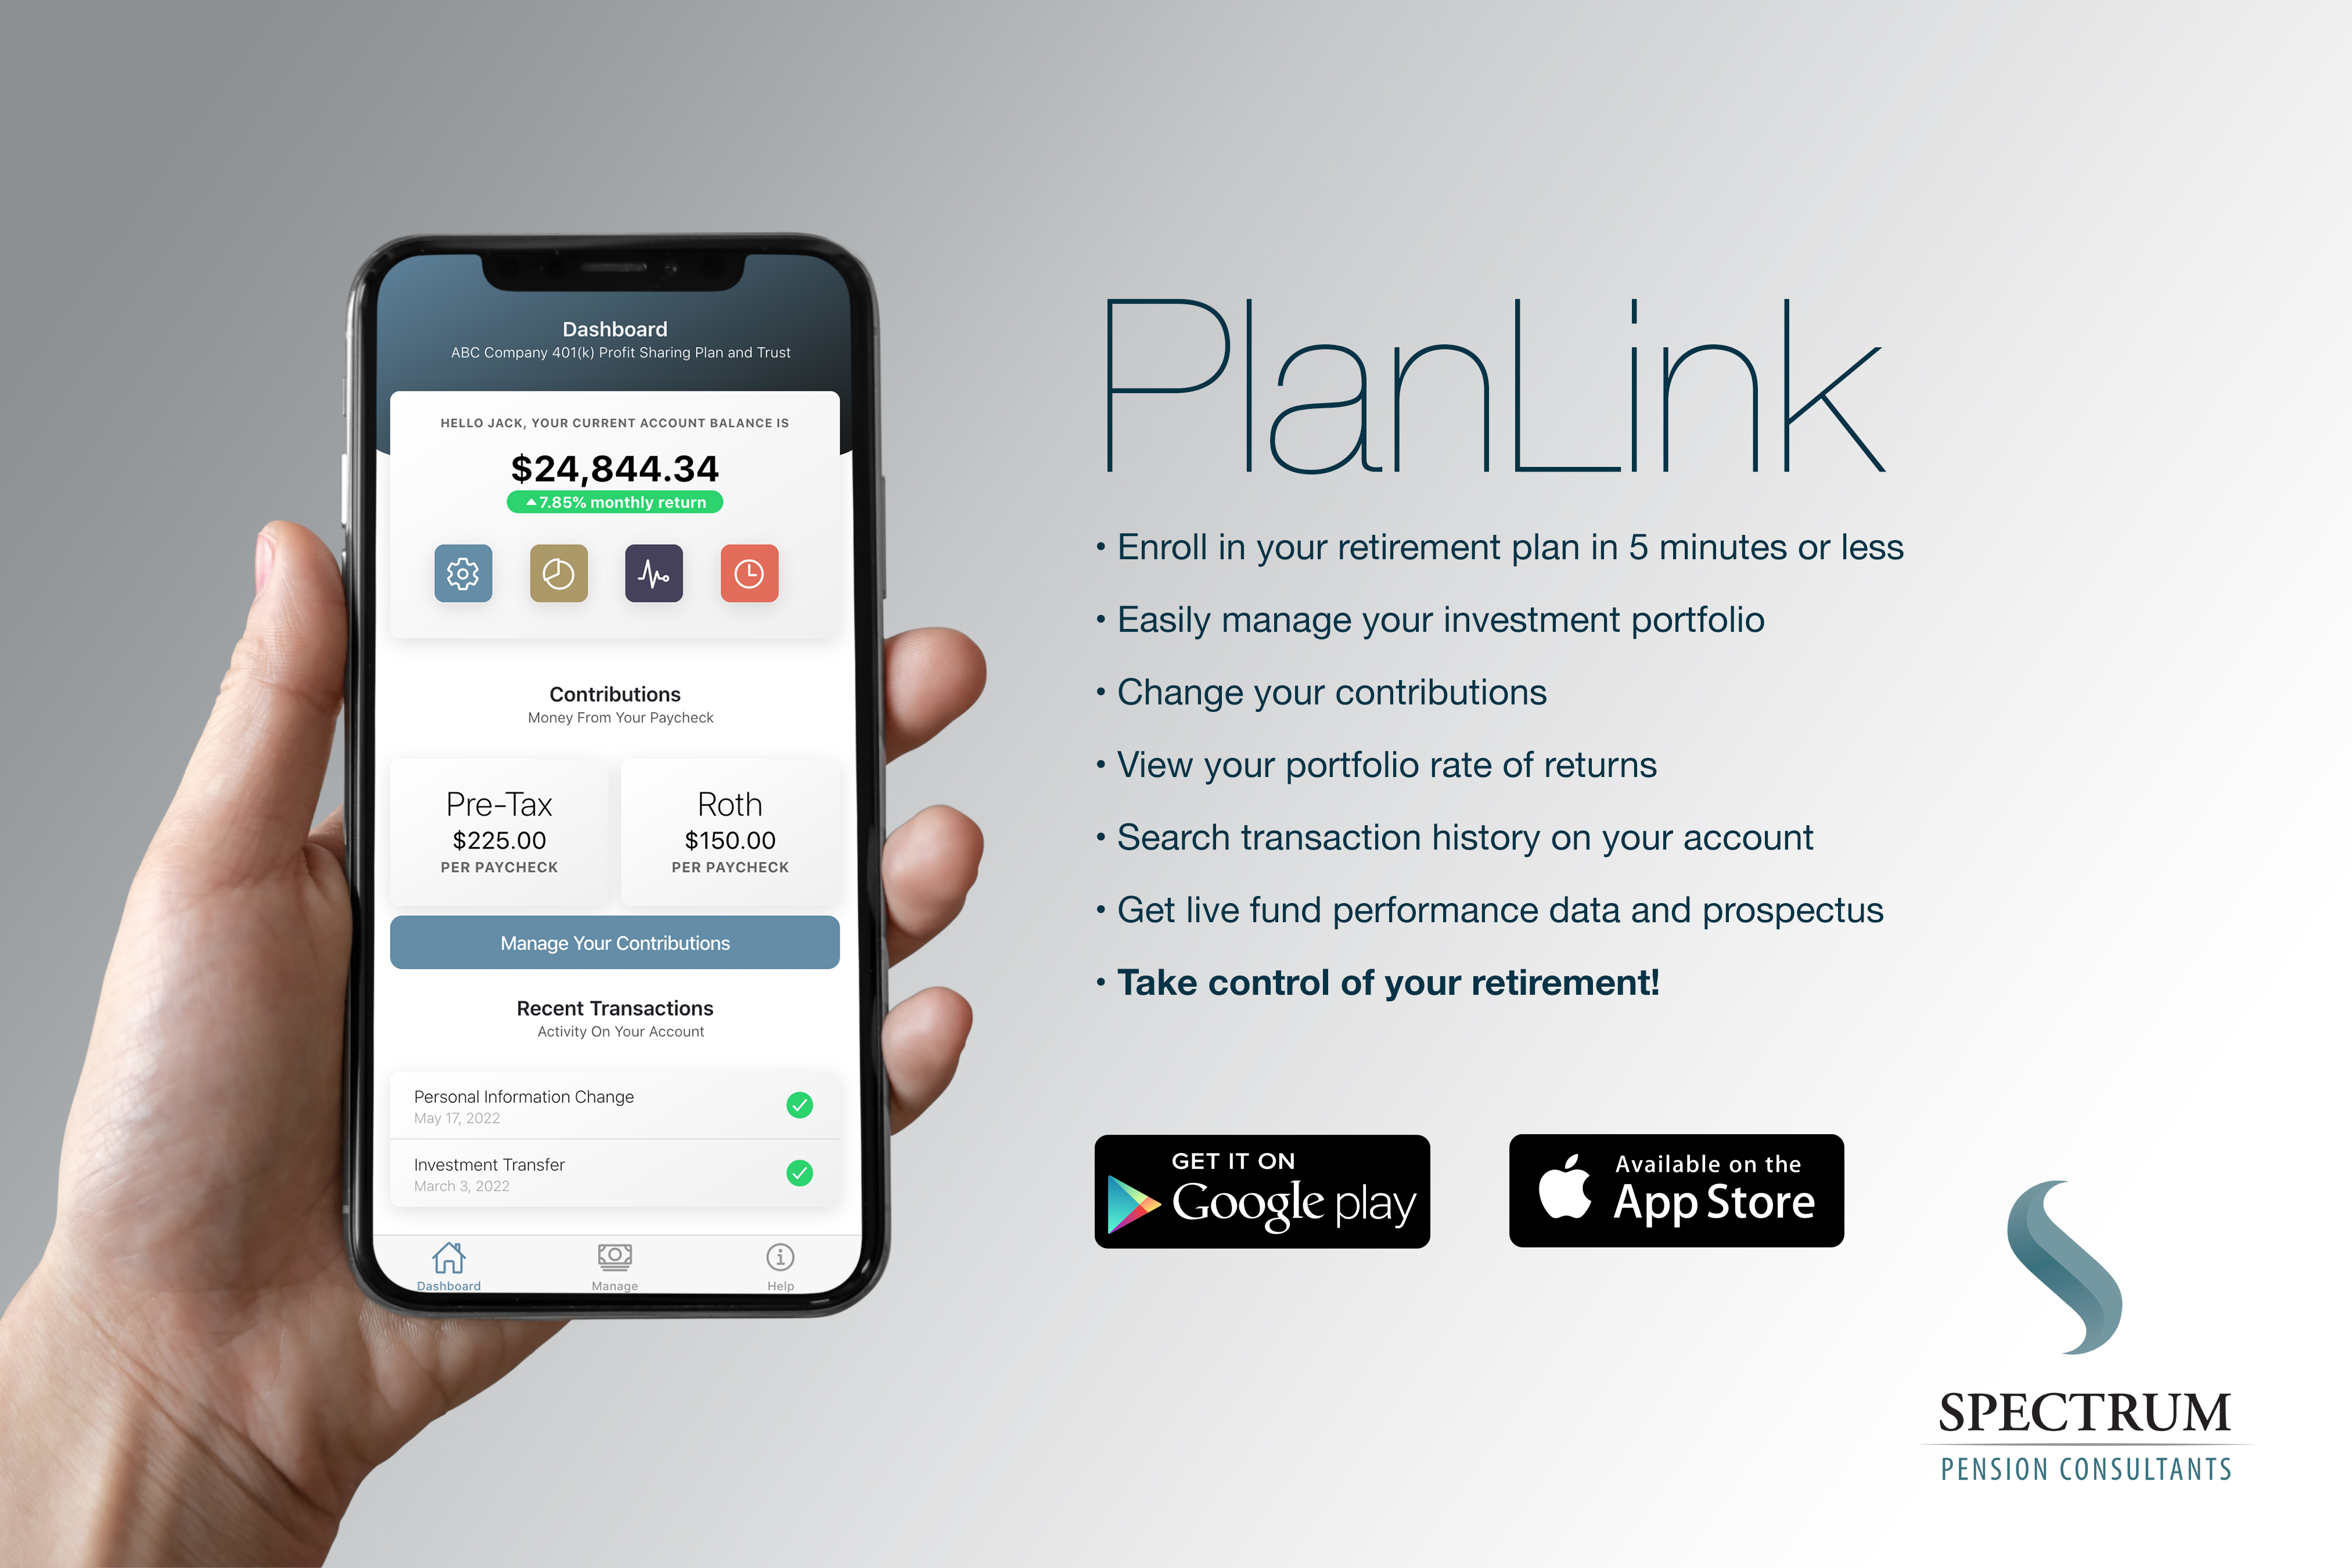 Dashboard
ABC Company 401(k) Profit Sharing Plan and Trust
HELLO JACK, YOUR CURRENT ACCOUNT BALANCE IS
$24,844.34
7.85% monthly return
Contributions
Money From Your Paycheck
Pre-Tax
$225.00
PER PAYCHECK
Roth
$150.00
PER PAYCHECK
Manage Your Contributions
Recent Transactions
Activity On Your Account
Personal Information Change
May 17, 2022
Investment Transfer
March 3, 2022
Dashboard
Manage
Help
PlanLink
• Enroll in your retirement plan in 5 minutes or less
• Easily manage your investment portfolio
• Change your contributions
• View your portfolio rate of returns
• Search transaction history on your account
• Get live fund performance data and prospectus
• Take control of your retirement!
GET IT ON
Google play
Available on the
App Store
SPECTRUM
PENSION CONSULTANTS